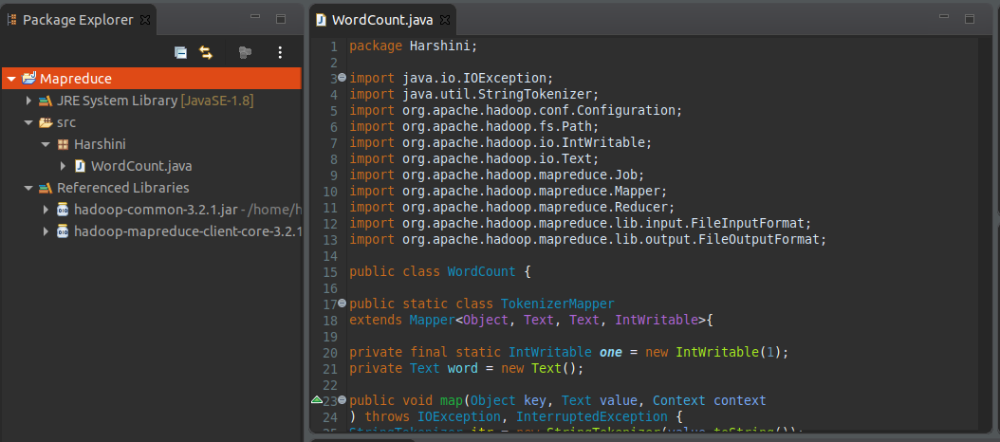 Package Explorer
Mapreduce
JRE System Library [JavaSE-1.8]
src
Harshini
WordCount.java
Referenced Libraries
hadoop-common-3.2.1.jar - /home/h
hadoop-mapreduce-client-core-3.2.1
WordCount.java
1 package Harshini;
2
3 import java.io.IOException;
4 import java.util.StringTokenizer;
5 import org.apache.hadoop.conf.Configuration;
6 import org.apache.hadoop.fs.Path;
7 import org.apache.hadoop.io.IntWritable;
8 import org.apache.hadoop.io.Text;
9 import org.apache.hadoop.mapreduce.Job;
10 import org.apache.hadoop.mapreduce.Mapper;
11 import org.apache.hadoop.mapreduce.Reducer;
12 import org.apache.hadoop.mapreduce.lib.input.FileInputFormat;
13 import org.apache.hadoop.mapreduce.lib.output.FileOutputFormat;
14
15 public class WordCount {
16
17 public static class TokenizerMapper
18 extends Mapper<Object, Text, Text, IntWritable>{
19
20 private final static IntWritable one = new IntWritable(1);
21 private Text word = new Text();
22
23 public void map(Object key, Text value, Context context
24 ) throws IOException, InterruptedException {
25 StringTokenizer itr = new StringTokenizer(value.toString());